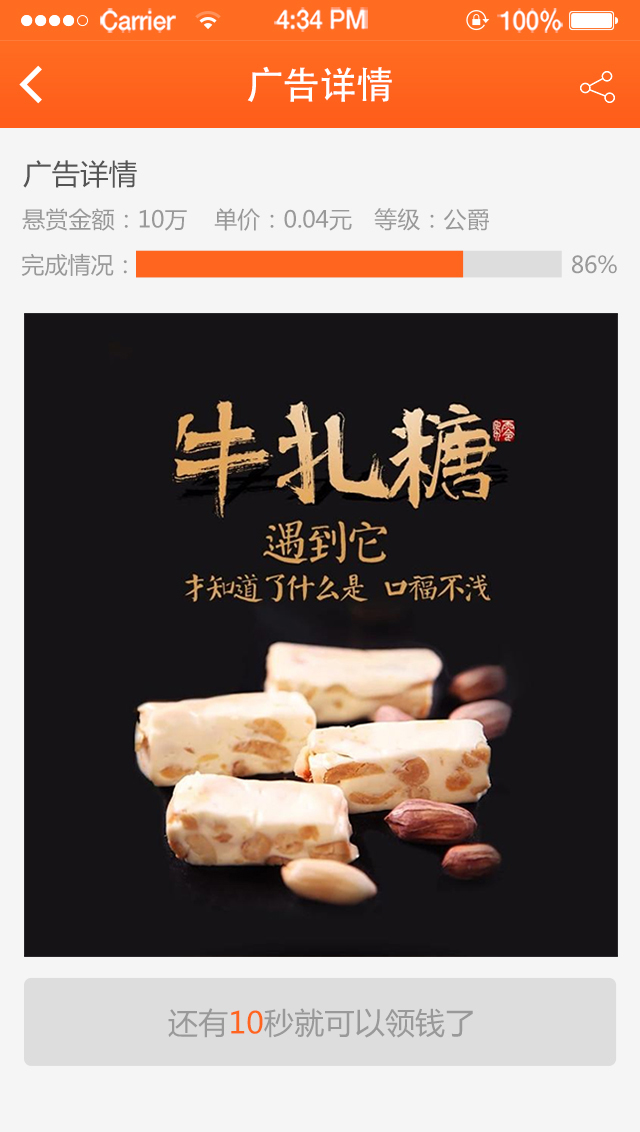 Carrier 4:34 PM 100%
广告详情
广告详情
悬赏金额：10万 单价：0.04元 等级：公爵
完成情况： 86%
牛扎糖
遇到它
才知道了什么是 口福不浅
还有10秒就可以领钱了